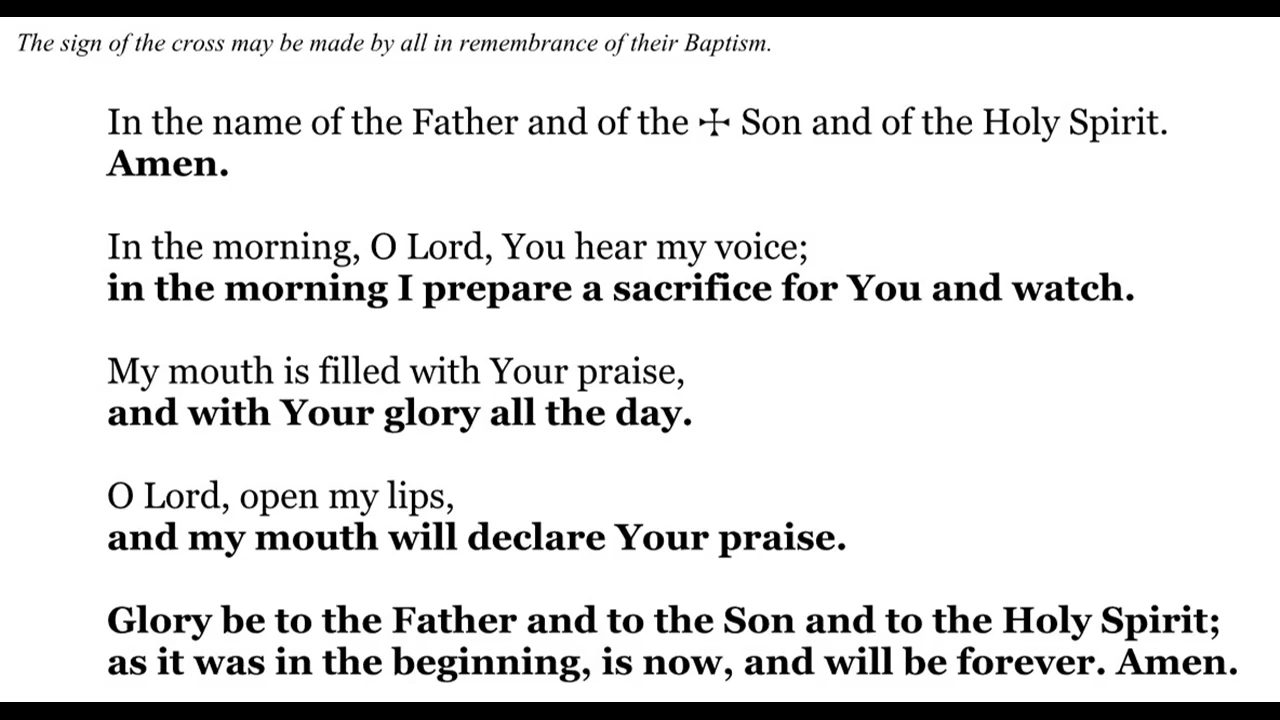 The sign of the cross may be made by all in remembrance of their Baptism.
In the name of the Father and of the ☩ Son and of the Holy Spirit.
Amen.
In the morning, O Lord, You hear my voice;
in the morning I prepare a sacrifice for You and watch.
My mouth is filled with Your praise,
and with Your glory all the day.
O Lord, open my lips,
and my mouth will declare Your praise.
Glory be to the Father and to the Son and to the Holy Spirit;
as it was in the beginning, is now, and will be forever. Amen.